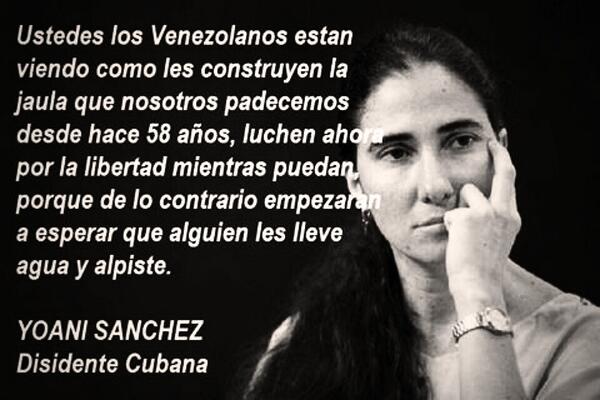 Ustedes los Venezolanos estan
viendo como les construyen la
jaula que nosotros padecemos
desde hace 58 años, luchen ahora
por la libertad mientras puedan,
porque de lo contrario empezaran
a esperar que alguien les lleve
agua y alpiste.
YOANI SANCHEZ
Disidente Cubana